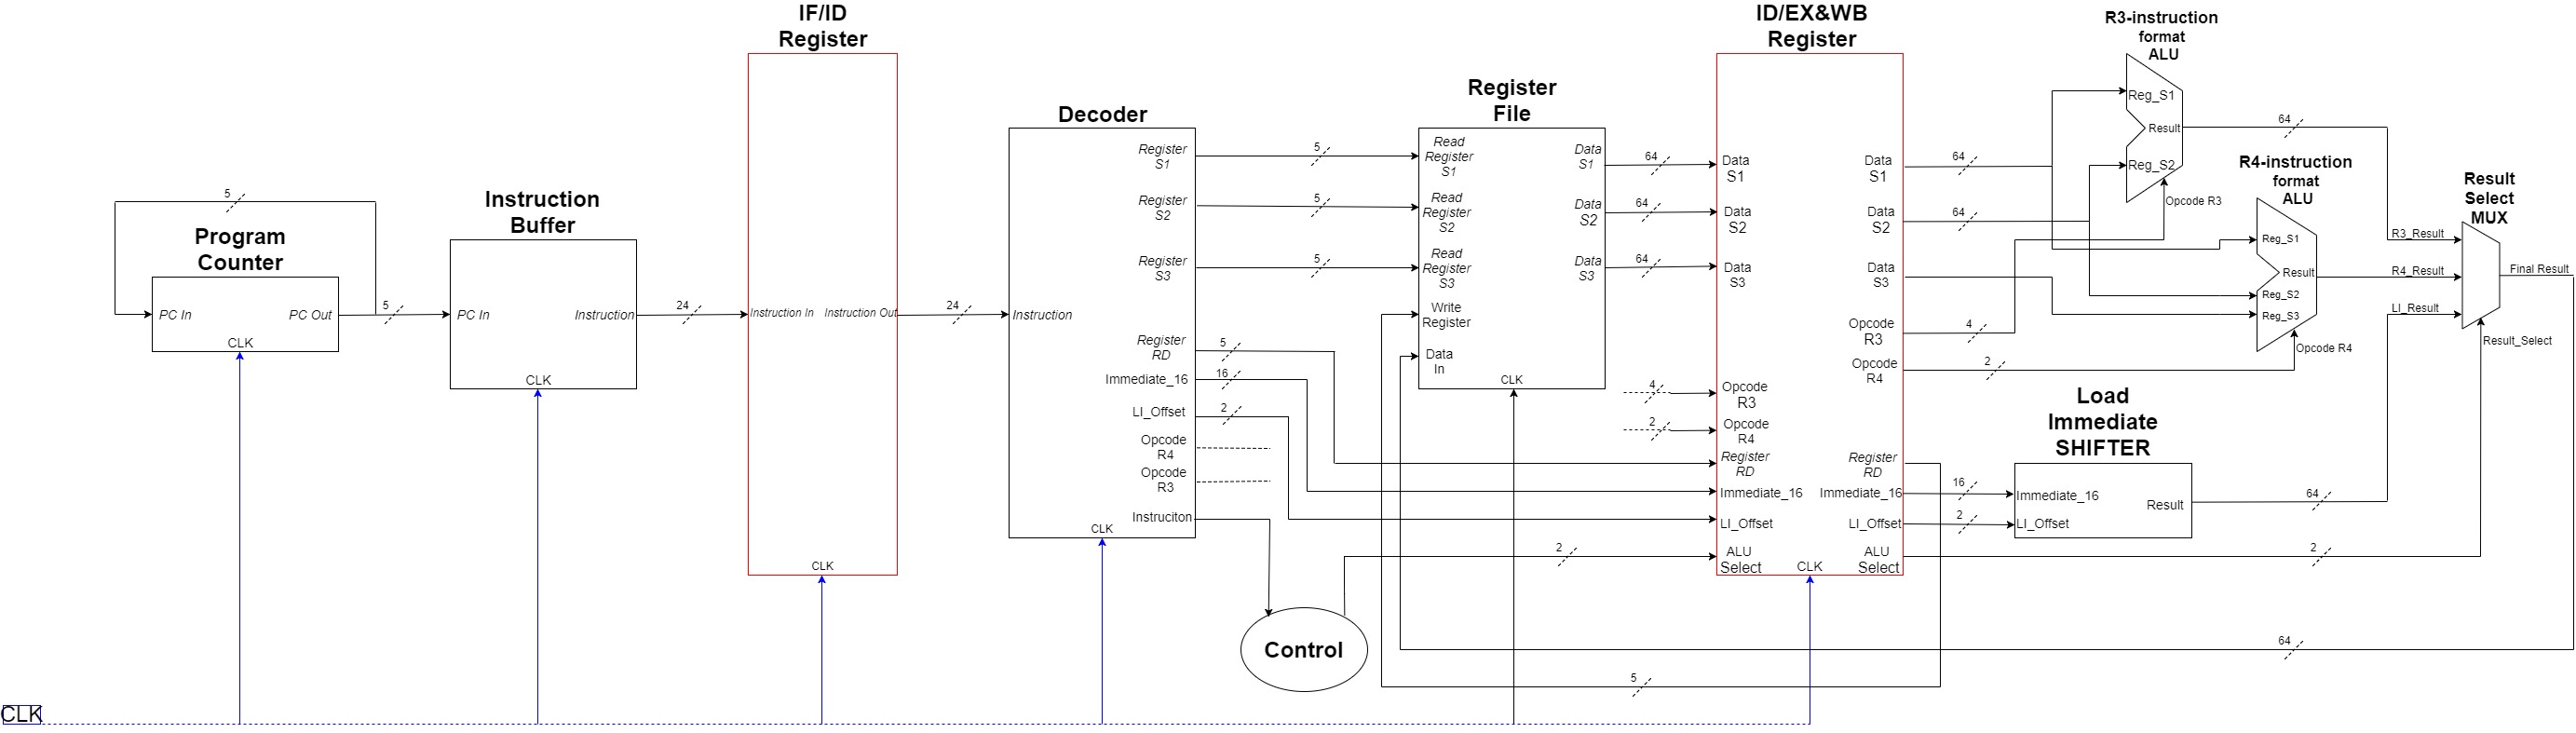 IF/ID
Register
ID/EX&WB
Register
R3-instruction
format
ALU
Register
File
Decoder
Instruction
Buffer
Program
Counter
5
PC In
PC Out
CLK
5
PC In
Instruction
CLK
24
Instruction In
Instruction Out
CLK
24
Instruction
Register
S1
Register
S2
Register
S3
Register
RD
Immediate_16
LI_Offset
Opcode
R4
Opcode
R3
Instruciton
CLK
5
5
5
5
16
2
Read
Register
S1
Read
Register
S2
Read
Register
S3
Write
Register
Data
In
Data
S1
Data
S2
Data
S3
CLK
64
64
64
4
2
Data
S1
Data
S2
Data
S3
Opcode
R3
Opcode
R4
Register
RD
Immediate_16
LI_Offset
ALU
Select
Data
S1
Data
S2
Data
S3
Opcode
R3
Opcode
R4
Register
RD
Immediate_16
LI_Offset
ALU
Select
CLK
64
64
4
2
16
2
Reg_S1
Result
Reg_S2
Opcode R3
64
R4-instruction
format
ALU
Reg_S1
Result
Reg_S2
Reg_S3
Opcode R4
Load
Immediate
SHIFTER
Immediate_16
Result
LI_Offset
64
2
Result
Select
MUX
R3_Result
R4_Result
LI_Result
Final Result
Result_Select
2
Control
64
5
CLK